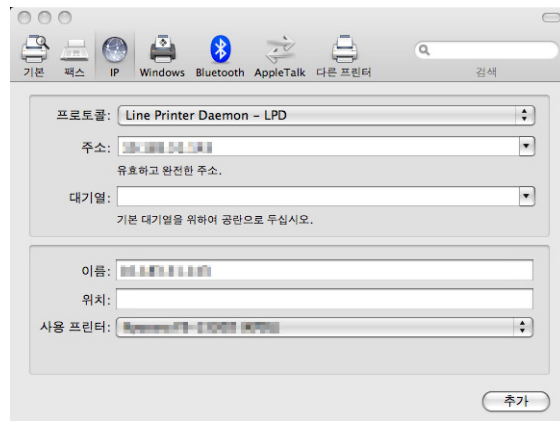 기본 팩스 IP Windows Bluetooth AppleTalk 다른 프린터 검색
프로토콜: Line Printer Daemon – LPD
주소:
유효하고 완전한 주소.
대기열:
기본 대기열을 위하여 공란으로 두십시오.
이름:
위치:
사용 프린터:
추가